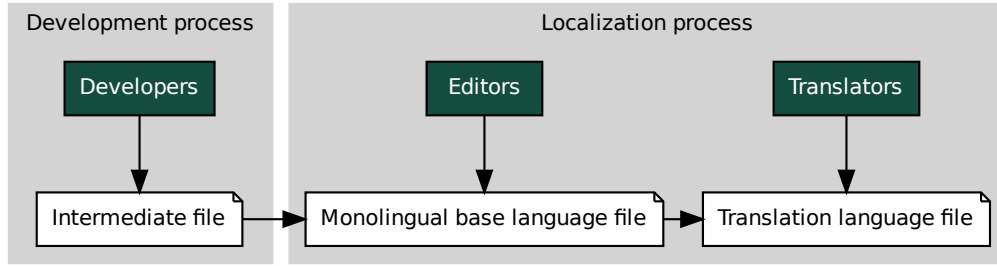 Development process
Localization process
Developers
Editors
Translators
Intermediate file
Monolingual base language file
Translation language file